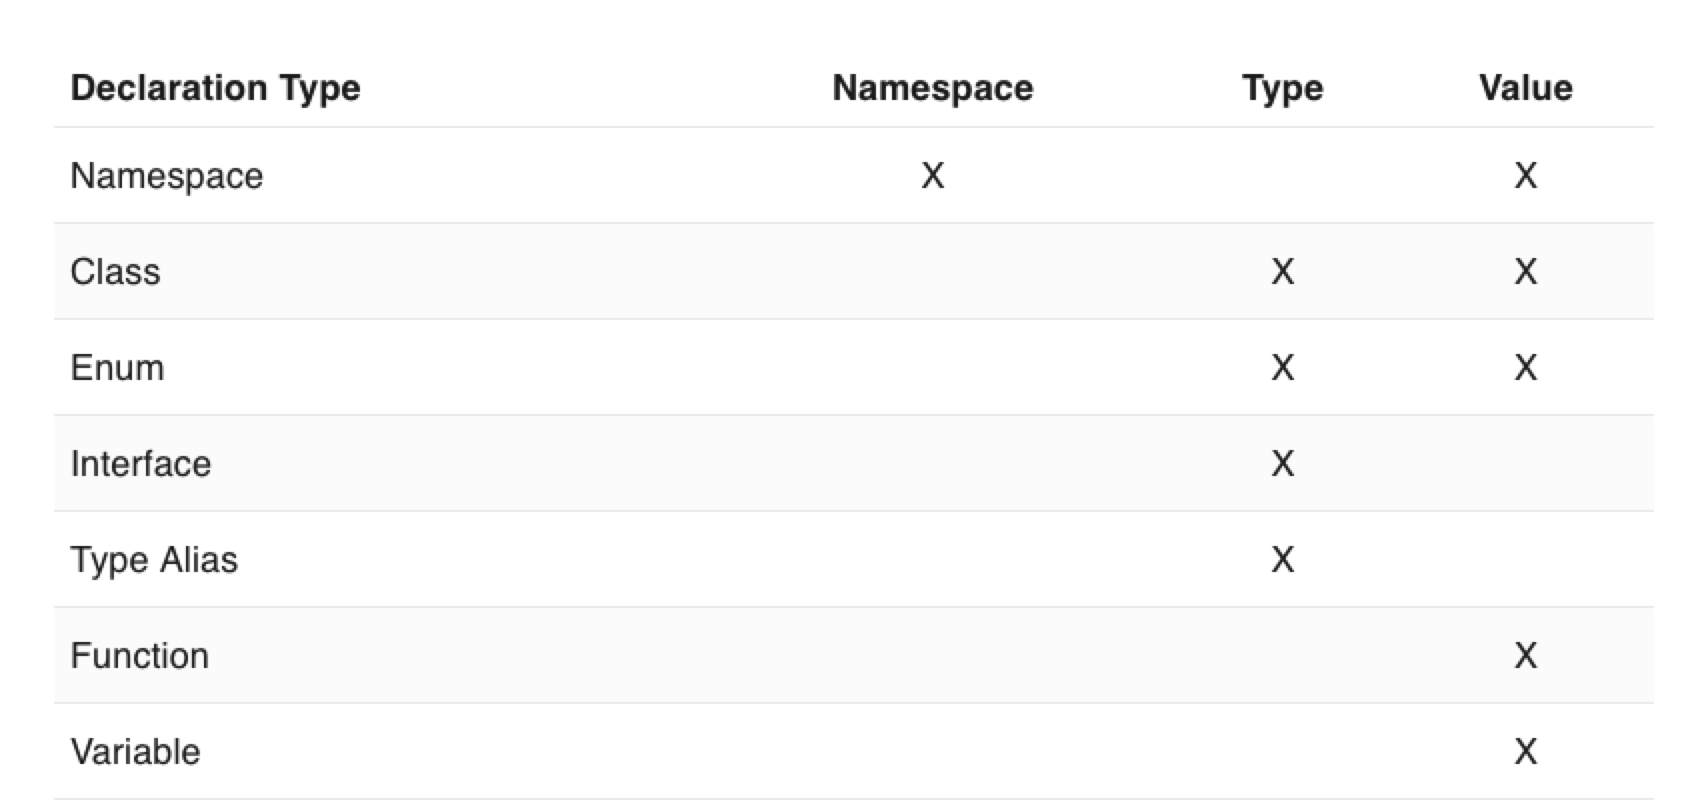 Declaration Type Namespace Type Value
Namespace X X
Class X X
Enum X X
Interface X
Type Alias X
Function X
Variable X